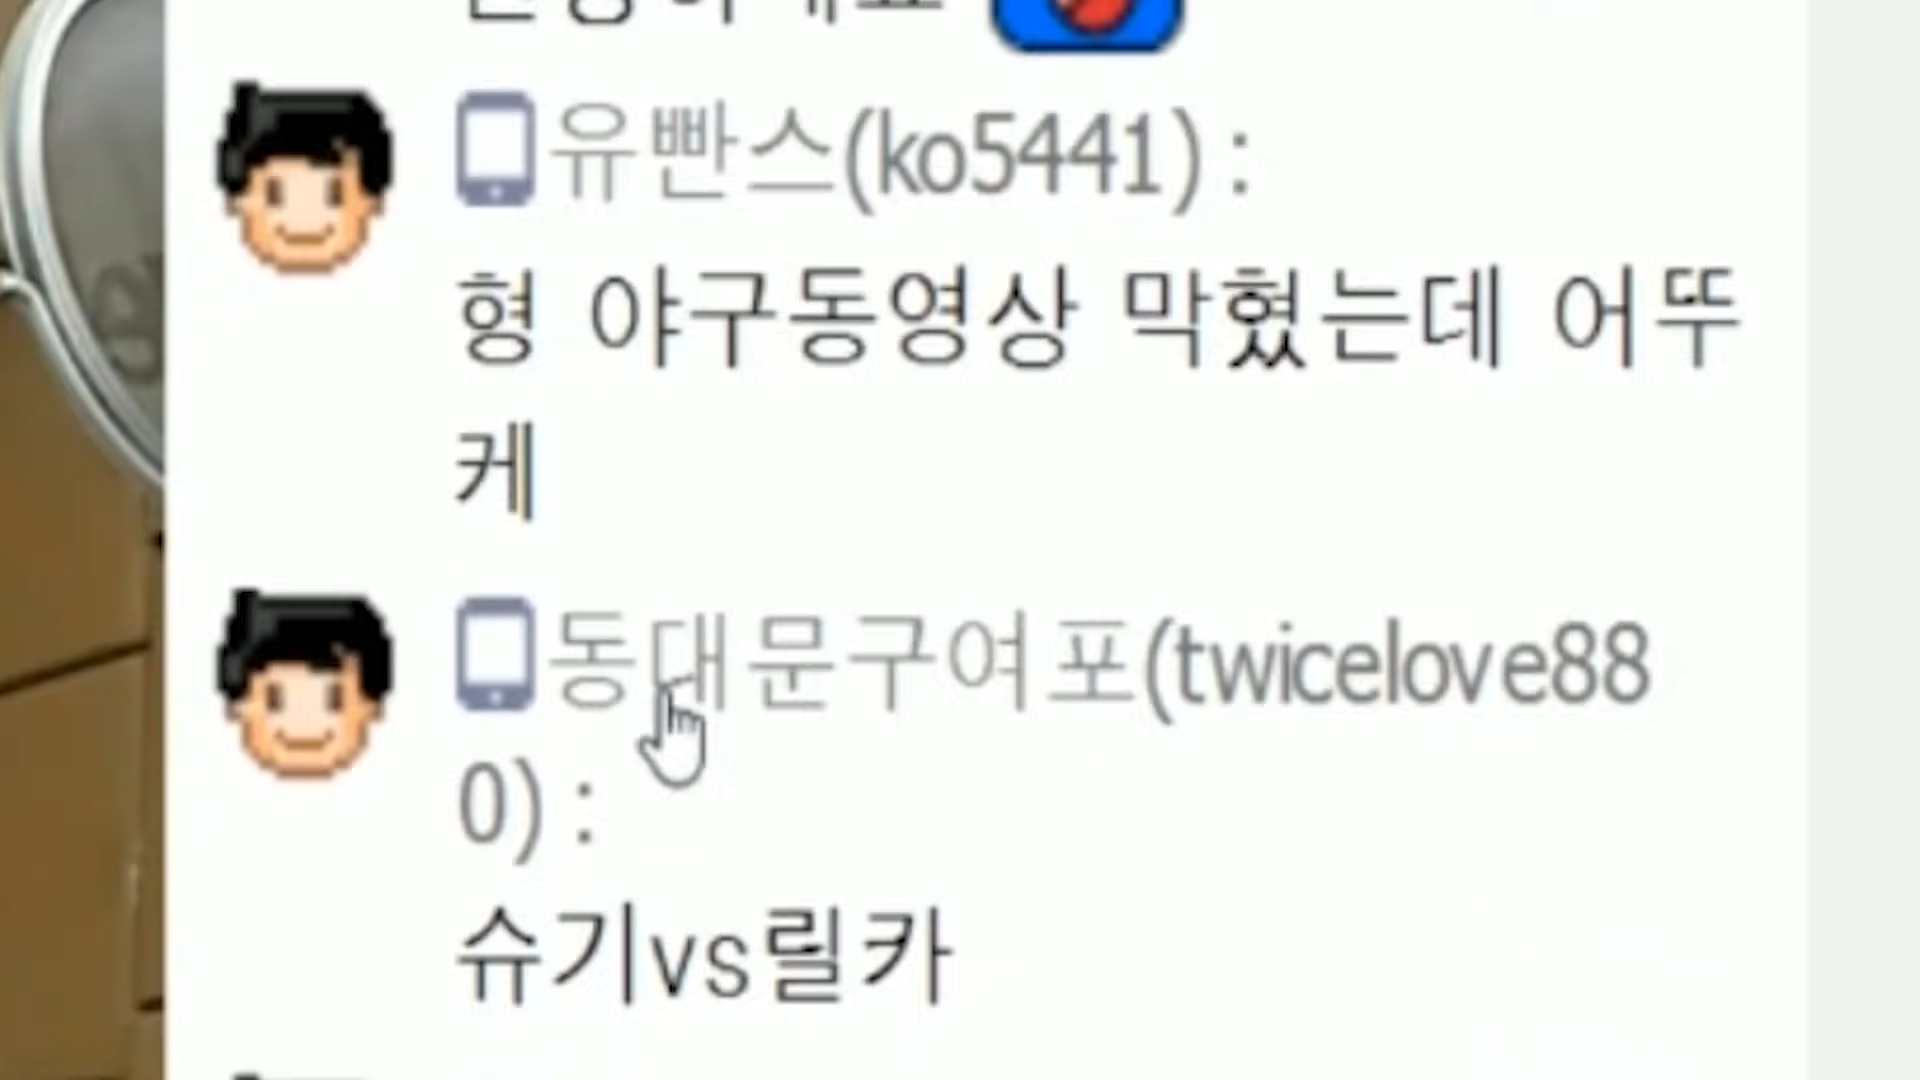 유빤스(ko5441) :
형 야구동영상 막혔는데 어뚜
케
동대문구여포(twicelove88
0) :
슈기vs릴카